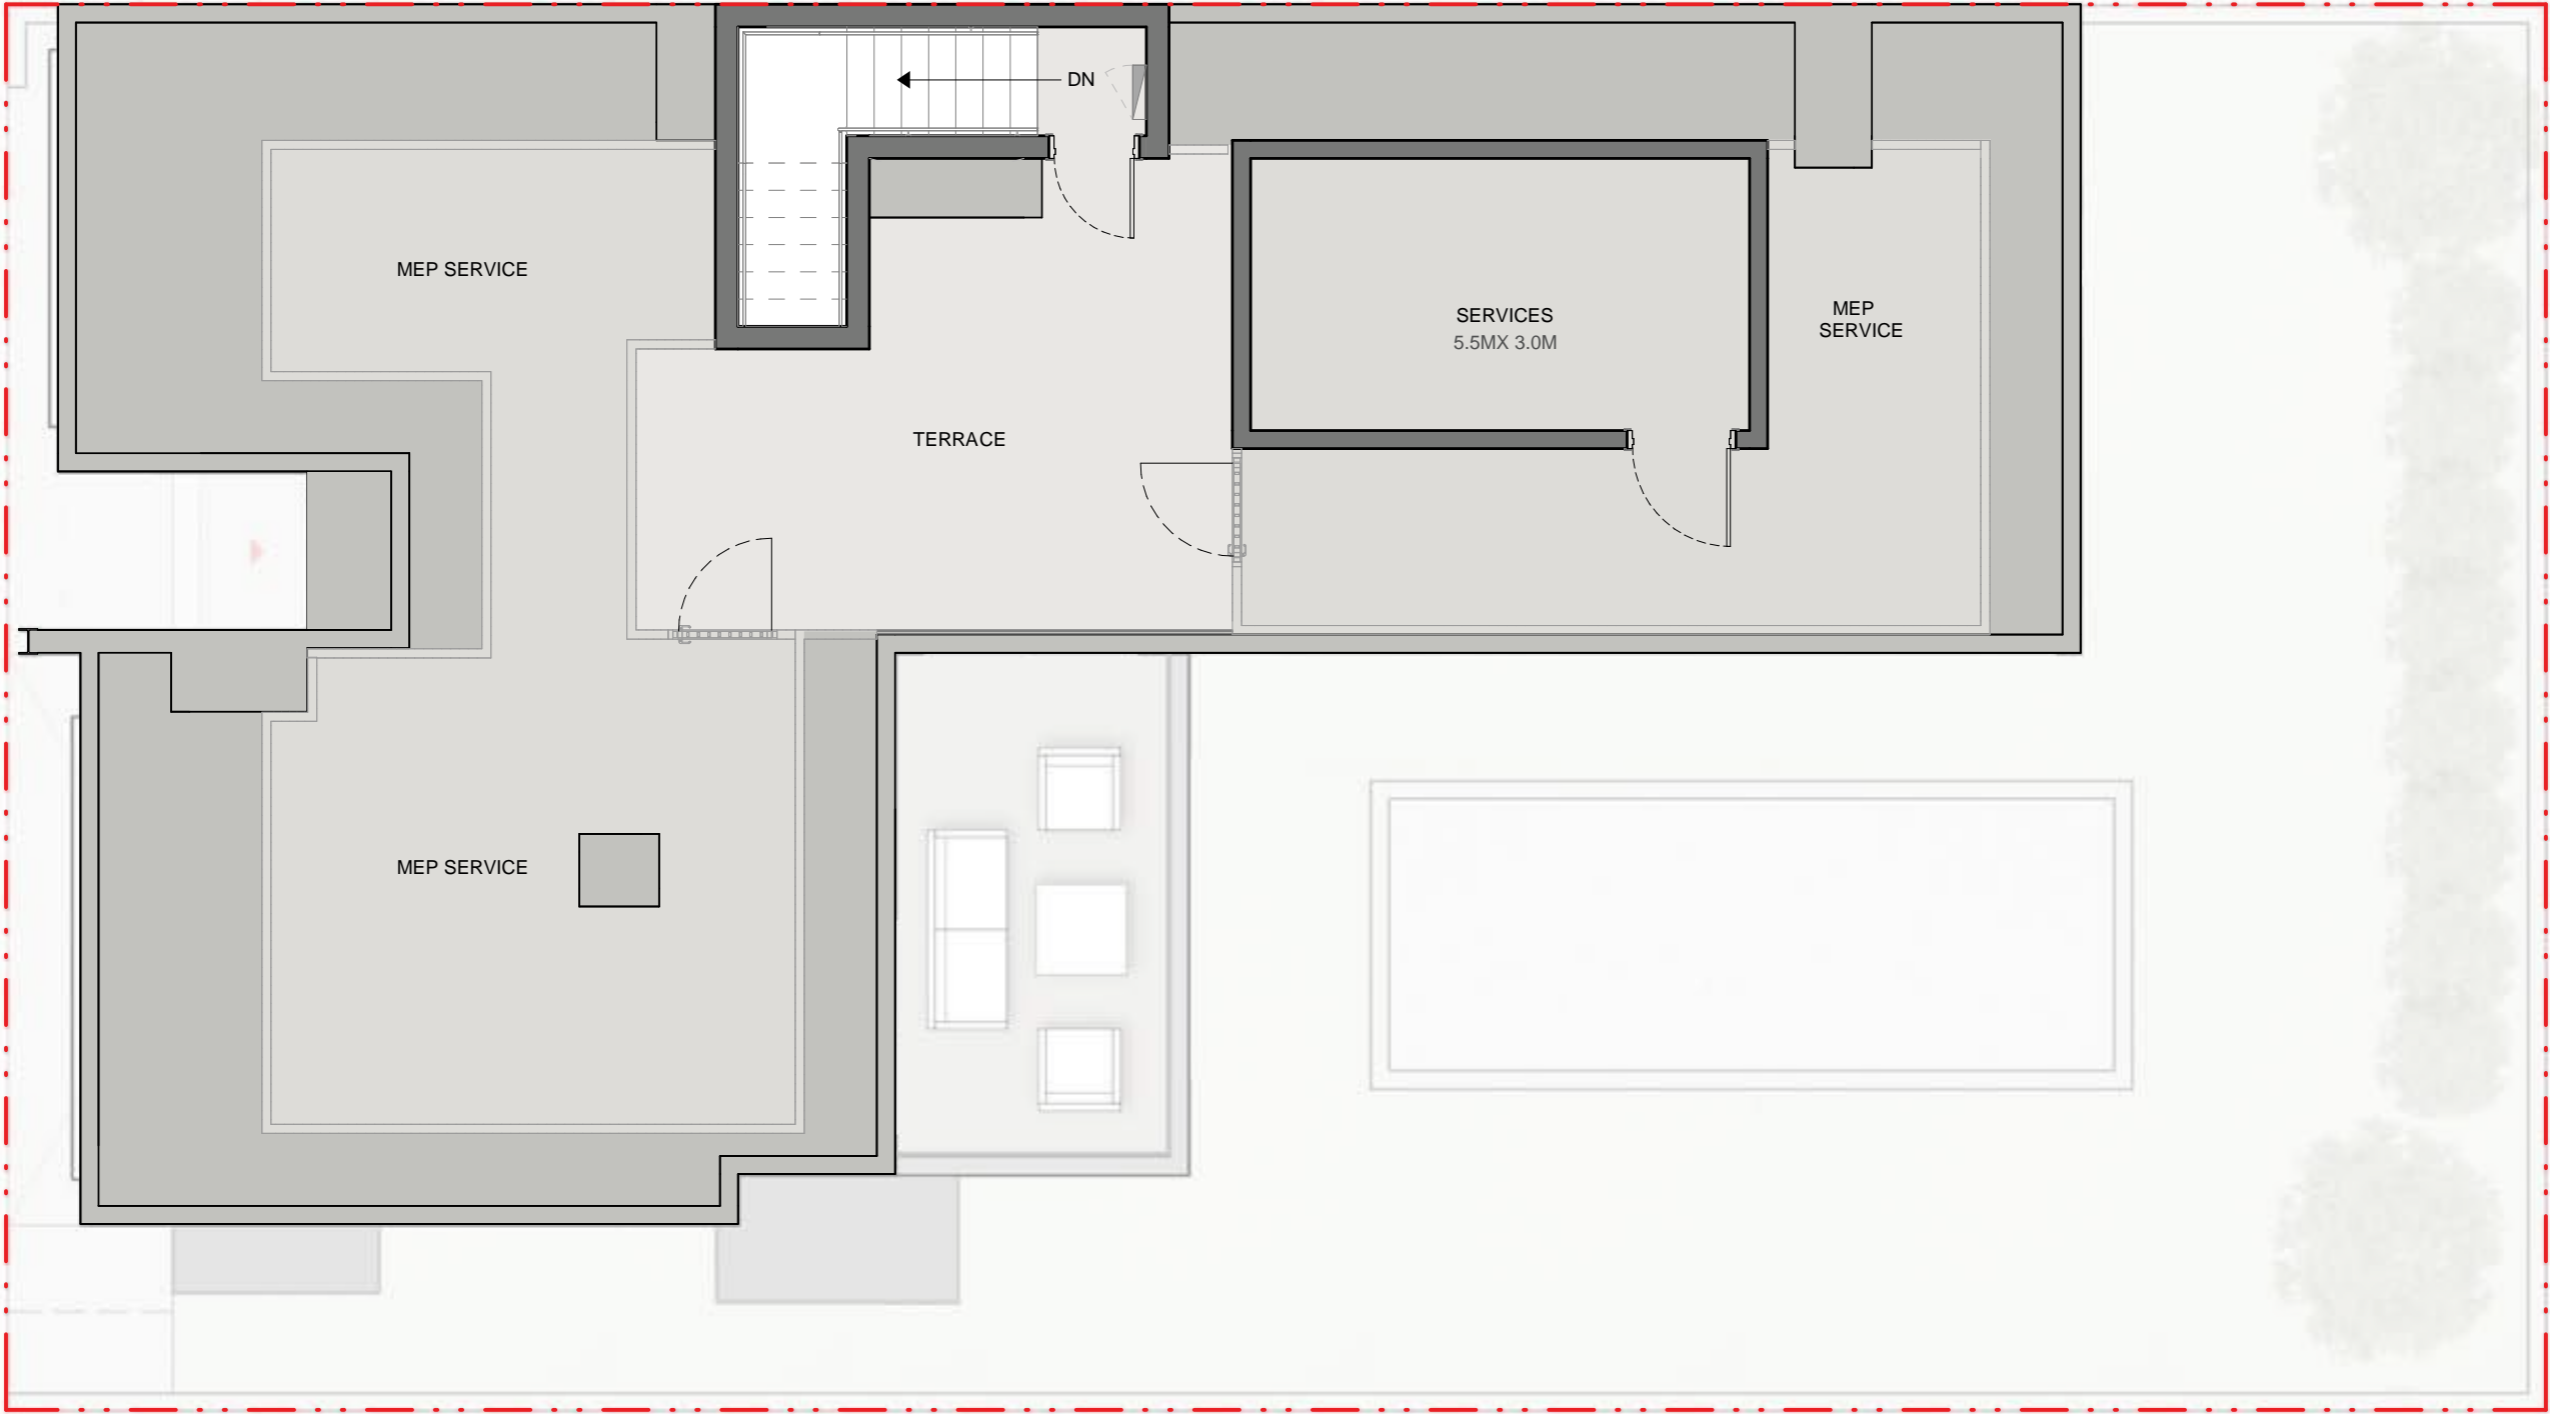 DN
MEP SERVICE
SERVICES
5.5MX 3.0M
MEP
SERVICE
TERRACE
MEP SERVICE